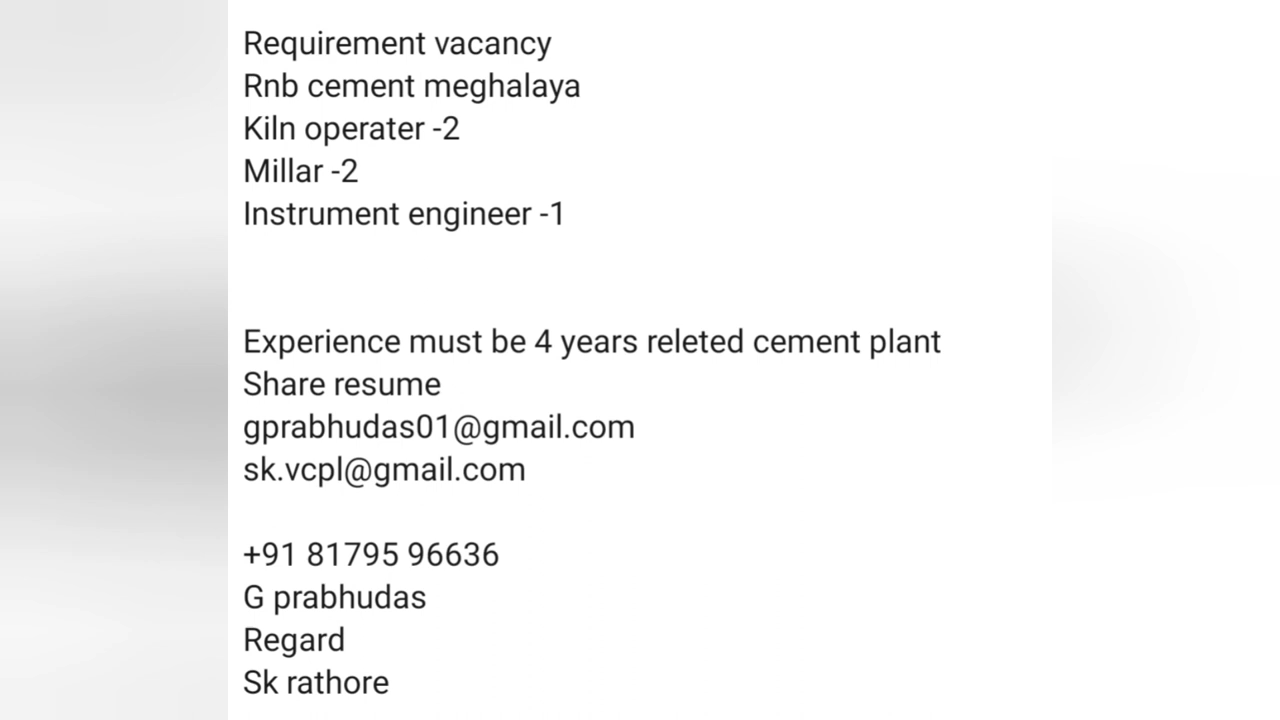 Requirement vacancy
Rnb cement meghalaya
Kiln operater -2
Millar -2
Instrument engineer -1
Experience must be 4 years releted cement plant
Share resume
gprabhudas01@gmail.com
sk.vcpl@gmail.com
+91 81795 96636
G prabhudas
Regard
Sk rathore